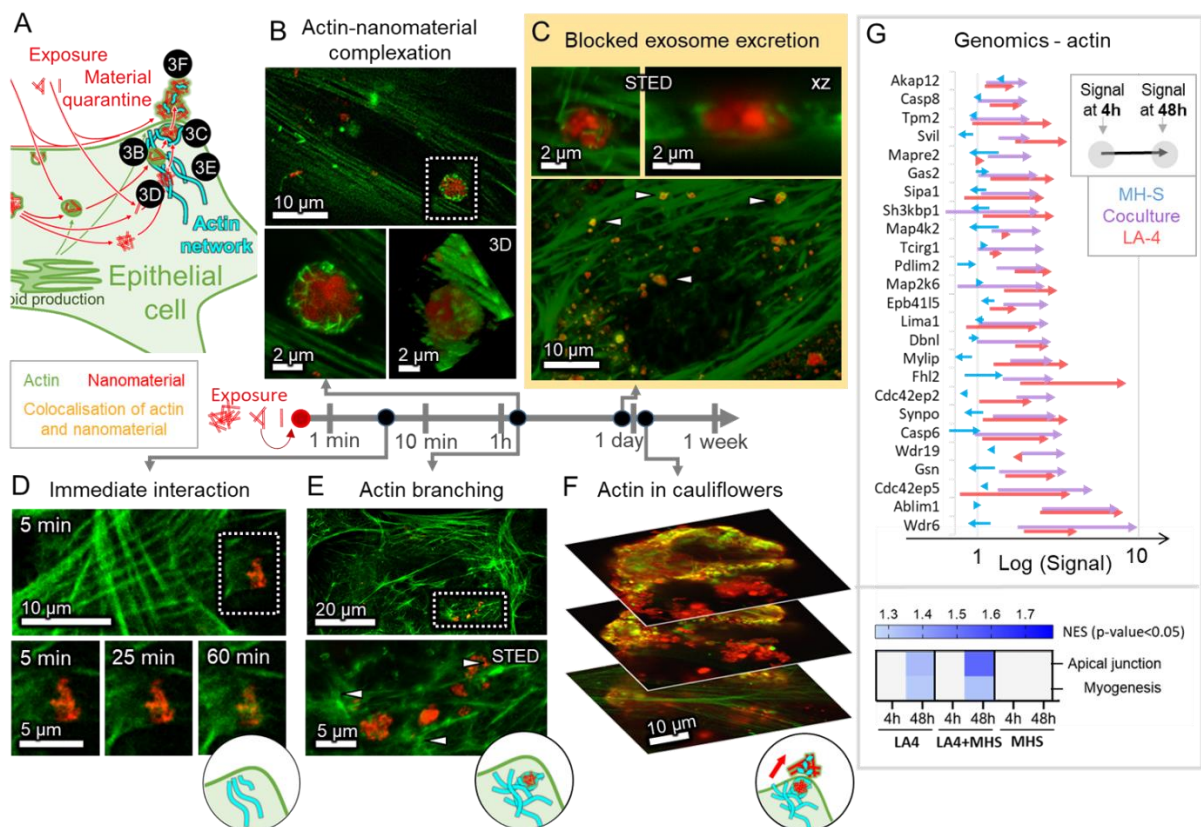 A
Exposure
Material
quarantine
3F
3C
3B
3E
3D
Actin
network
Epithelial
cell
oid production
B
Actin-nanomaterial
complexation
10 µm
2 µm
3D
2 µm
C
Blocked exosome excretion
STED
2 µm
xz
2 µm
10 µm
Actin Nanomaterial
Colocalisation of actin
and nanomaterial
Exposure
1 min
10 min
1h
1 day
1 week
D
Immediate interaction
5 min
10 µm
5 min
25 min
60 min
5 µm
E
Actin branching
20 µm
STED
5 µm
F
Actin in cauliflowers
10 µm
G
Genomics - actin
Akap12
Casp8
Tpm2
Svil
Mapre2
Gas2
Sipa1
Sh3kbp1
Map4k2
Tcirg1
Pdlim2
Map2k6
Epb41l5
Lima1
Dbnl
Mylip
Fhl2
Cdc42ep2
Synpo
Casp6
Wdr19
Gsn
Cdc42ep5
Ablim1
Wdr6
Signal at 4h
Signal at 48h
MH-S
Coculture
LA-4
1
10
Log (Signal)
1.3 1.4 1.5 1.6 1.7
NES (p-value<0.05)
Apical junction
Myogenesis
4h 48h 4h 48h 4h 48h
LA4 LA4+MHS MHS